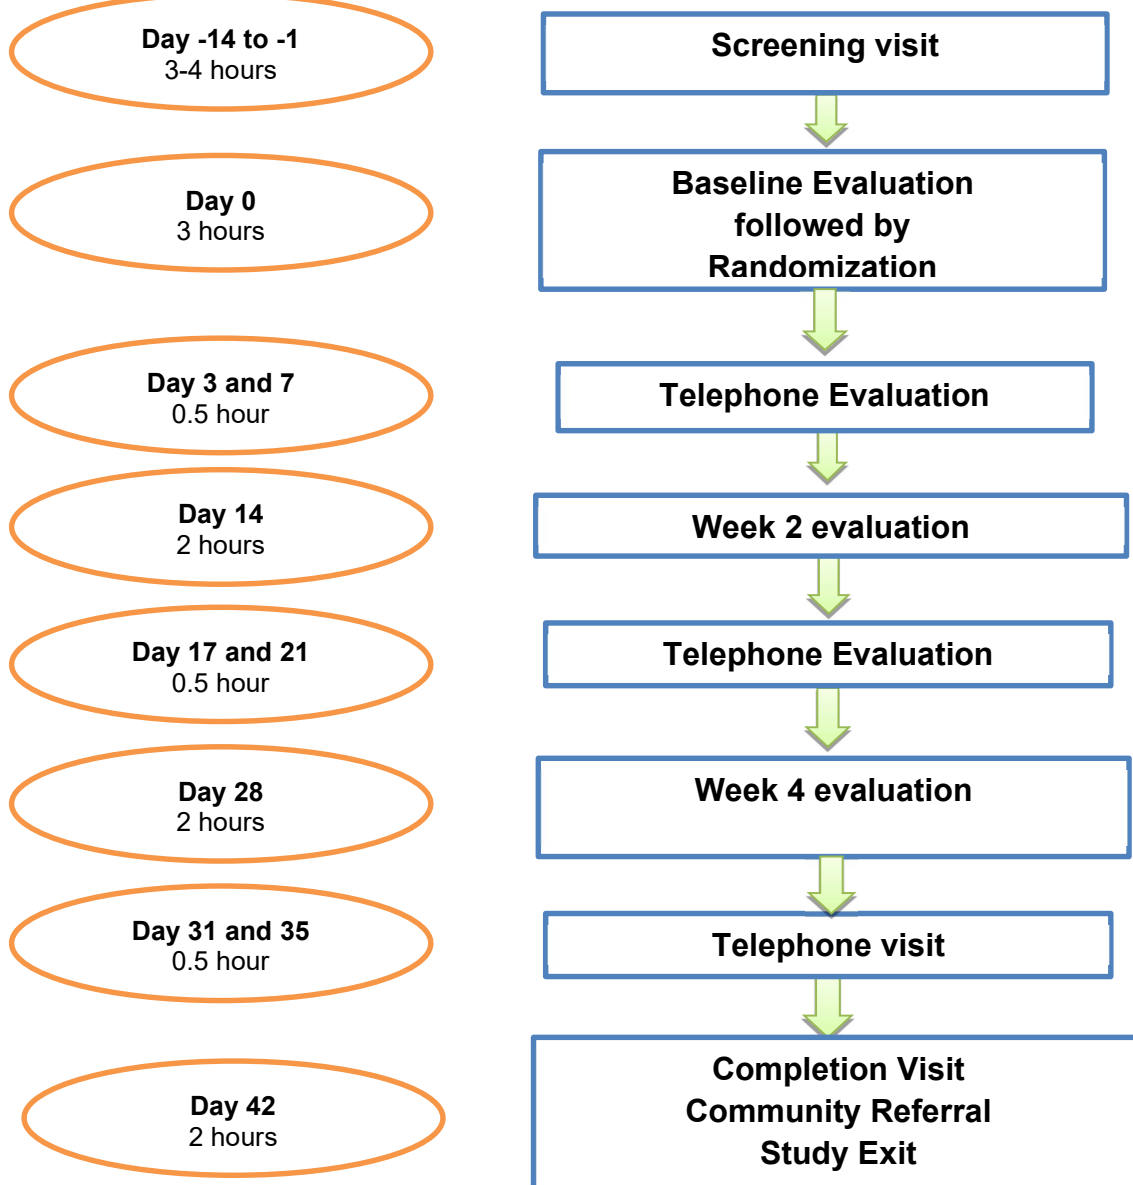 Day -14 to -1
3-4 hours
Screening visit
Day 0
3 hours
Baseline Evaluation
followed by
Randomization
Day 3 and 7
0.5 hour
Telephone Evaluation
Day 14
2 hours
Week 2 evaluation
Day 17 and 21
0.5 hour
Telephone Evaluation
Day 28
2 hours
Week 4 evaluation
Day 31 and 35
0.5 hour
Telephone visit
Day 42
2 hours
Completion Visit
Community Referral
Study Exit